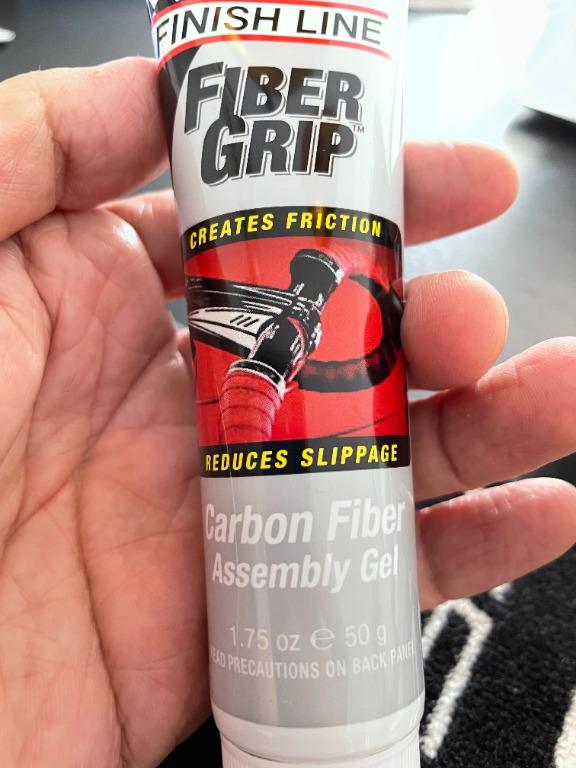 FINISH LINE
FIBER
GRIP™
CREATES FRICTION
REDUCES SLIPPAGE
Carbon Fiber
Assembly Gel
1.75 oz ℮ 50 g
READ PRECAUTIONS ON BACK PANEL